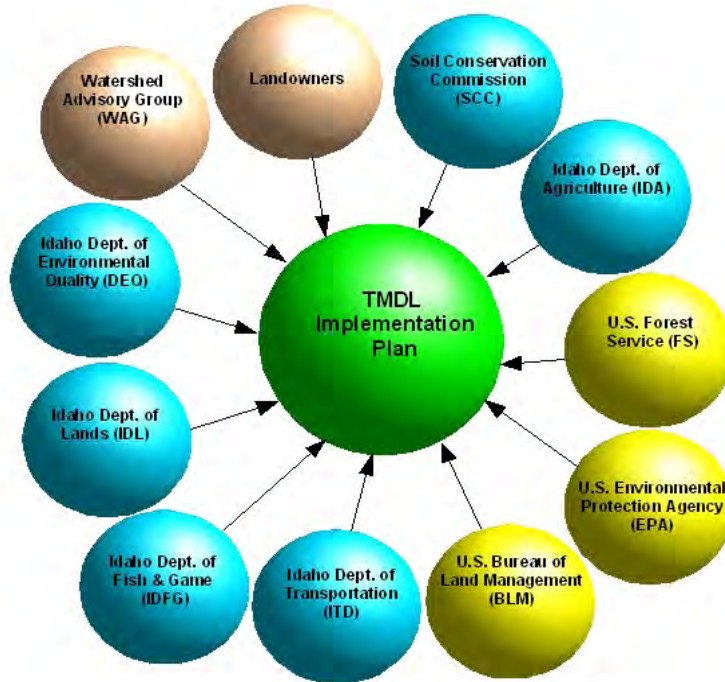 Watershed
Advisory Group
(WAG)
Landowners
Soil Conservation
Commission
(SCC)
Idaho Dept. of
Agriculture (IDA)
Idaho Dept. of
Environmental
Quality (DEQ)
TMDL
Implementation
Plan
U.S. Forest
Service (FS)
Idaho Dept. of
Lands (IDL)
U.S. Environmental
Protection Agency
(EPA)
Idaho Dept. of
Fish & Game
(IDFG)
Idaho Dept. of
Transportation
(ITD)
U.S. Bureau of
Land Management
(BLM)